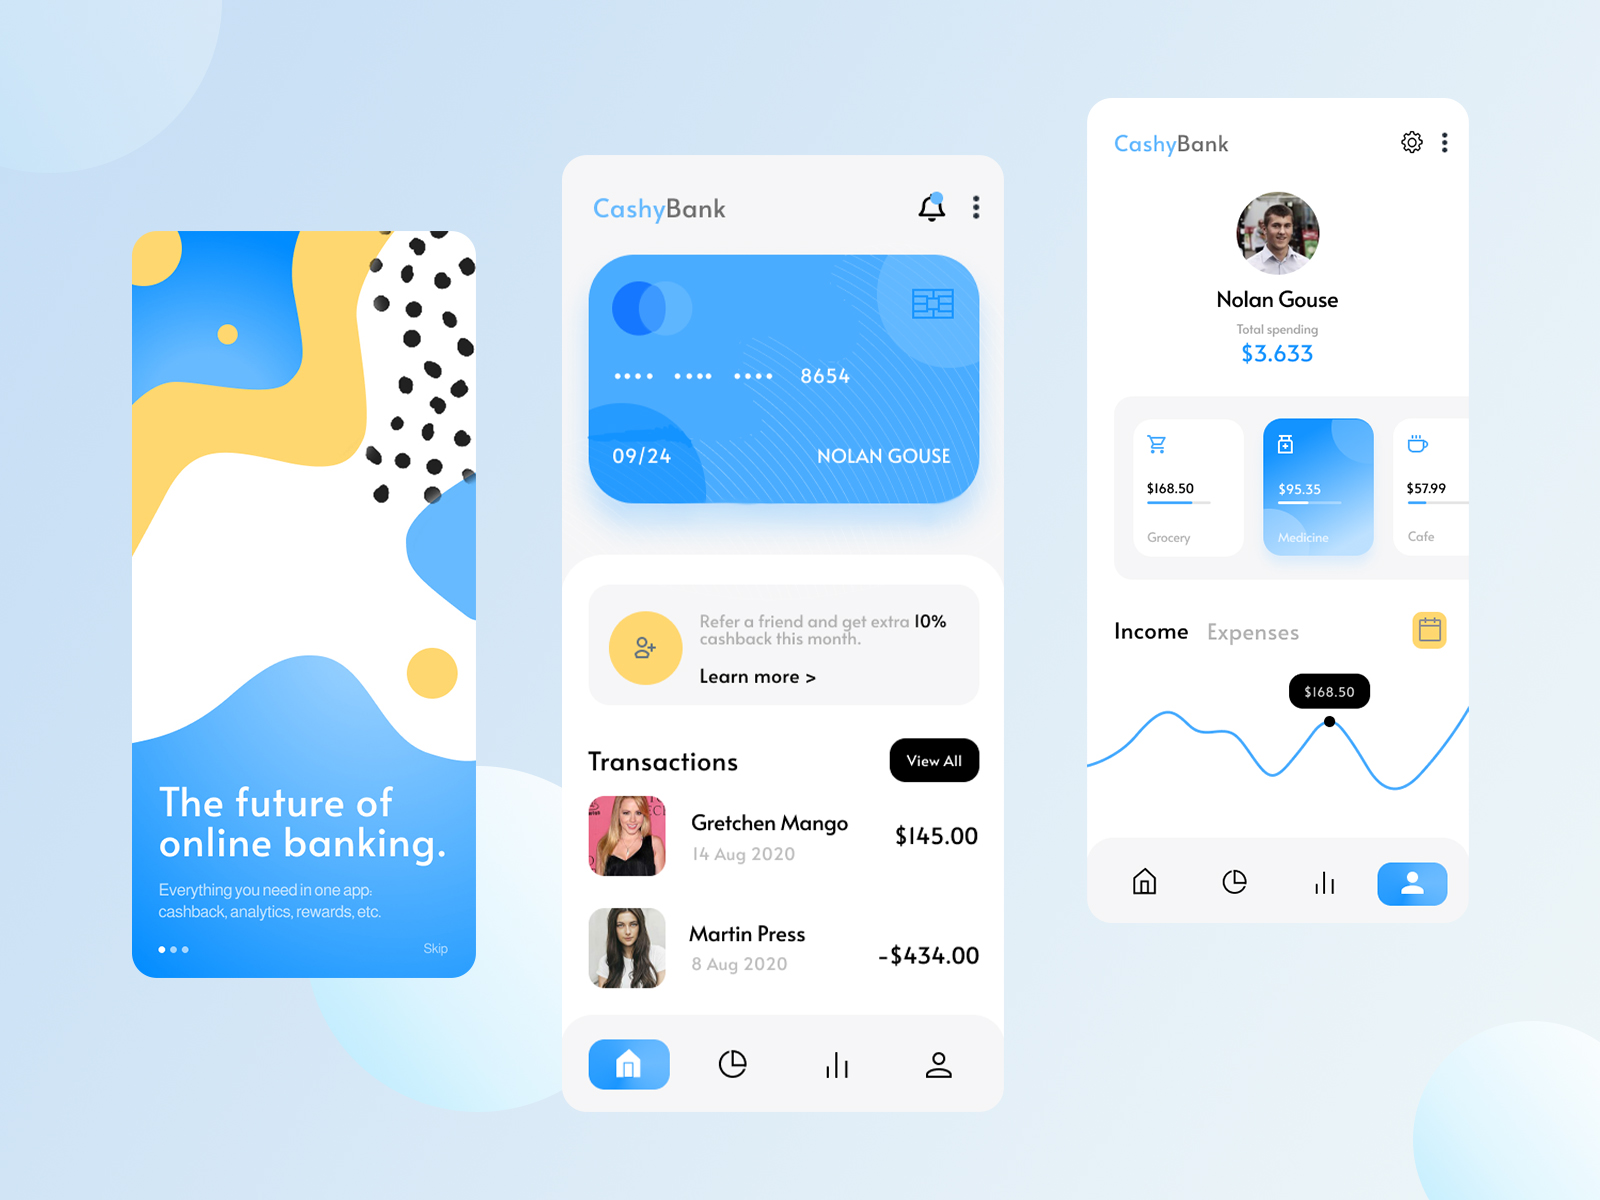 The future of
online banking.
Everything you need in one app:
cashback, analytics, rewards, etc.
Skip
CashyBank
•••• •••• •••• 8654
09/24 NOLAN GOUSE
Refer a friend and get extra 10%
cashback this month.
Learn more >
Transactions View All
Gretchen Mango
14 Aug 2020
$145.00
Martin Press
8 Aug 2020
-$434.00
CashyBank
Nolan Gouse
Total spending
$3.633
$168.50
Grocery
$95.35
Medicine
$57.99
Cafe
Income Expenses
$168.50